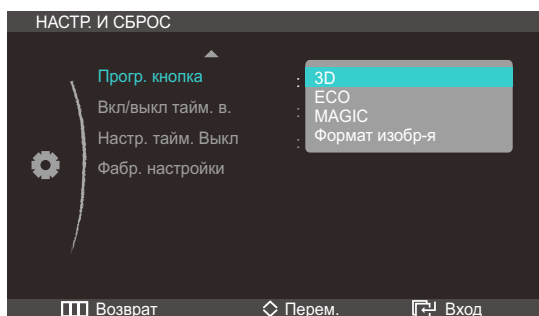 НАСТР. И СБРОС
Прогр. кнопка : 3D
ECO
Вкл/выкл тайм. в. : MAGIC
Настр. тайм. Выкл : Формат изобр-я
Фабр. настройки
Возврат Перем. Вход